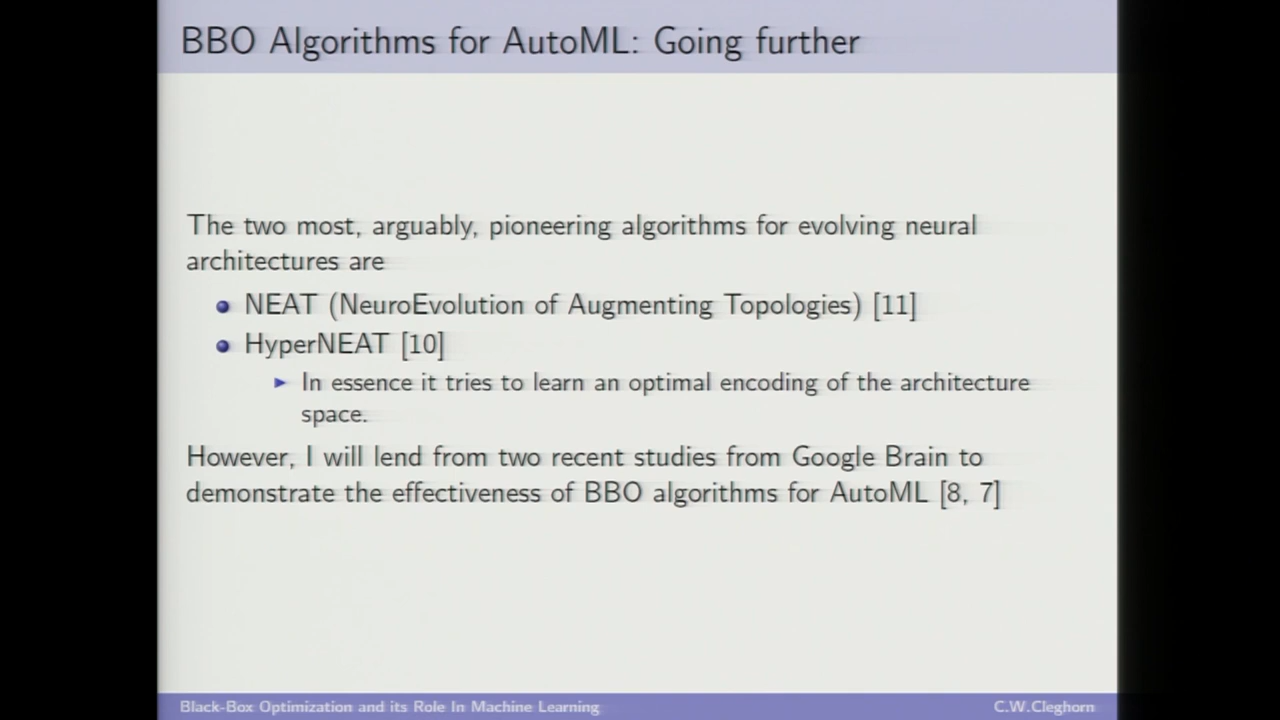 BBO Algorithms for AutoML: Going further
The two most, arguably, pioneering algorithms for evolving neural
architectures are
NEAT (NeuroEvolution of Augmenting Topologies) [11]
HyperNEAT [10]
In essence it tries to learn an optimal encoding of the architecture
space.
However, I will lend from two recent studies from Google Brain to
demonstrate the effectiveness of BBO algorithms for AutoML [8, 7]
Black-Box Optimization and its Role In Machine Learning
C.W.Cleghorn